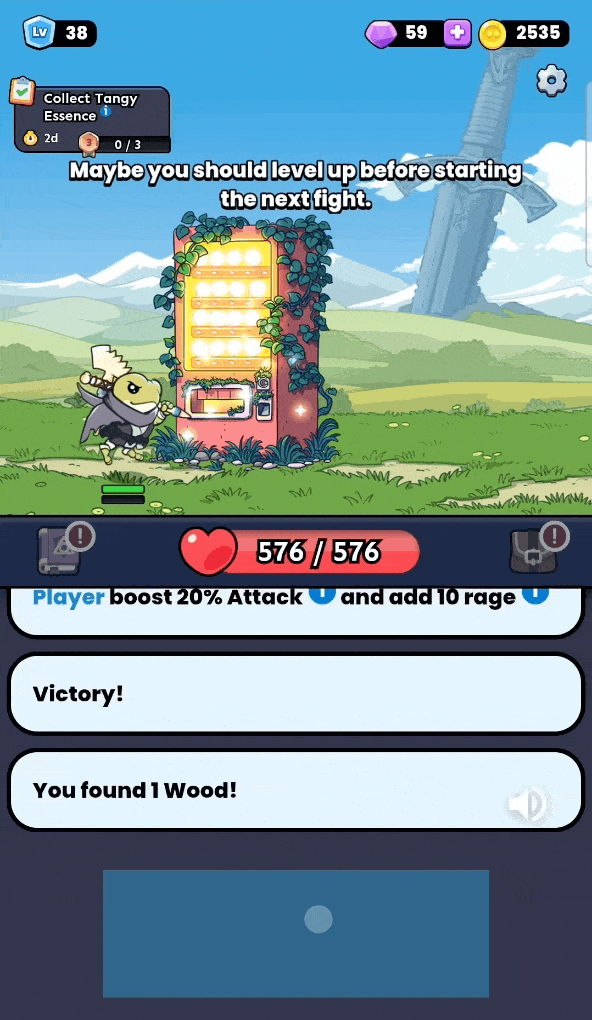 Lv 38
59
2535
Collect Tangy
Essence
2d
3
0 / 3
Maybe you should level up before starting
the next fight.
!
576 / 576
!
Player boost 20% Attack and add 10 rage
Victory!
You found 1 Wood!